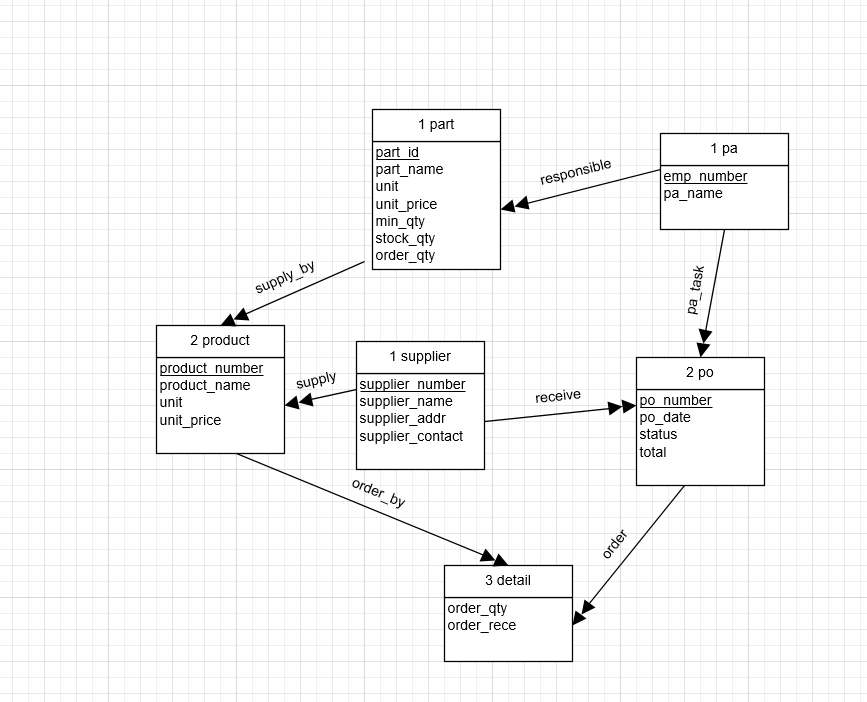 1 part
part_id
part_name
unit
unit_price
min_qty
stock_qty
order_qty
responsible
1 pa
emp_number
pa_name
supply_by
pa_task
2 product
product_number
product_name
unit
unit_price
supply
1 supplier
supplier_number
supplier_name
supplier_addr
supplier_contact
receive
2 po
po_number
po_date
status
total
order_by
order
3 detail
order_qty
order_rece